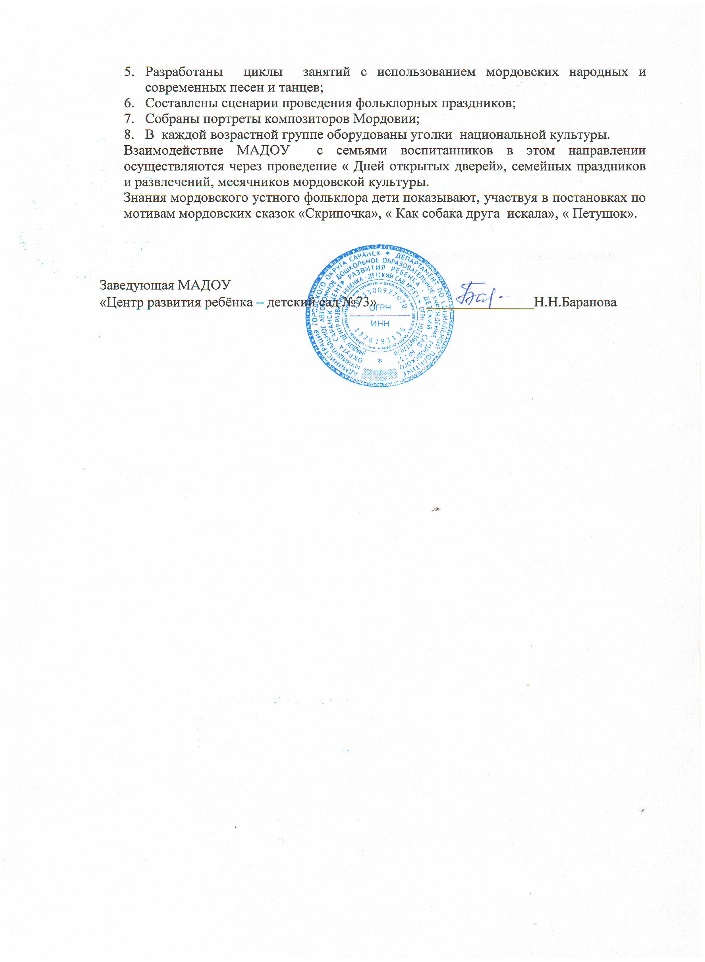 5. Разработаны циклы занятий с использованием мордовских народных и
современных песен и танцев;
6. Составлены сценарии проведения фольклорных праздников;
7. Собраны портреты композиторов Мордовии;
8. В каждой возрастной группе оборудованы уголки национальной культуры.
Взаимодействие МАДОУ с семьями воспитанников в этом направлении
осуществляются через проведение « Дней открытых дверей», семейных праздников
и развлечений, месячников мордовской культуры.
Знания мордовского устного фольклора дети показывают, участвуя в постановках по
мотивам мордовских сказок «Скрипочка», « Как собака друга искала», « Петушок».
Заведующая МАДОУ
«Центр развития ребёнка – детский сад №73» Н.Н.Баранова
ОГРН
ИНН